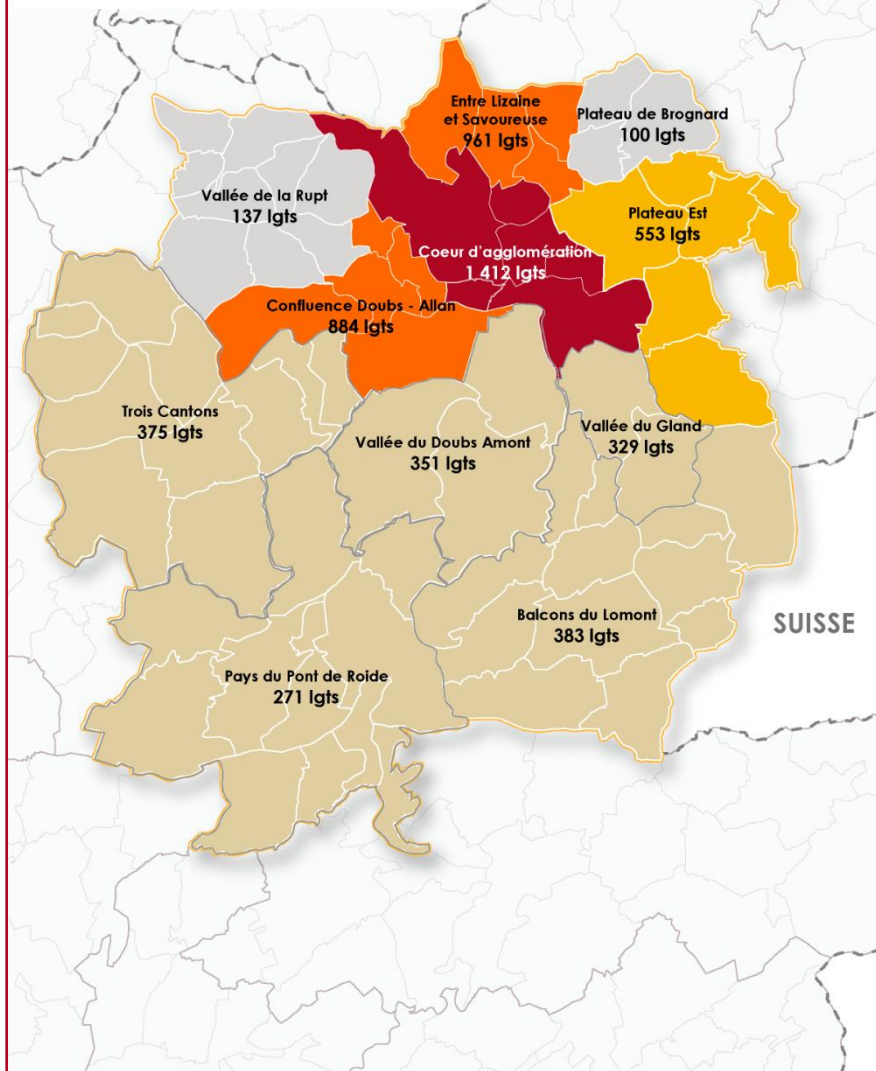 Entre Lizaine
et Savoureuse
961 lgts
Plateau de Brognard
100 lgts
Vallée de la Rupt
137 lgts
Plateau Est
553 lgts
Coeur d'agglomération
1 412 lgts
Confluence Doubs - Allan
884 lgts
Trois Cantons
375 lgts
Vallée du Doubs Amont
351 lgts
Vallée du Gland
329 lgts
Balcons du Lomont
383 lgts
SUISSE
Pays du Pont de Roide
271 lgts